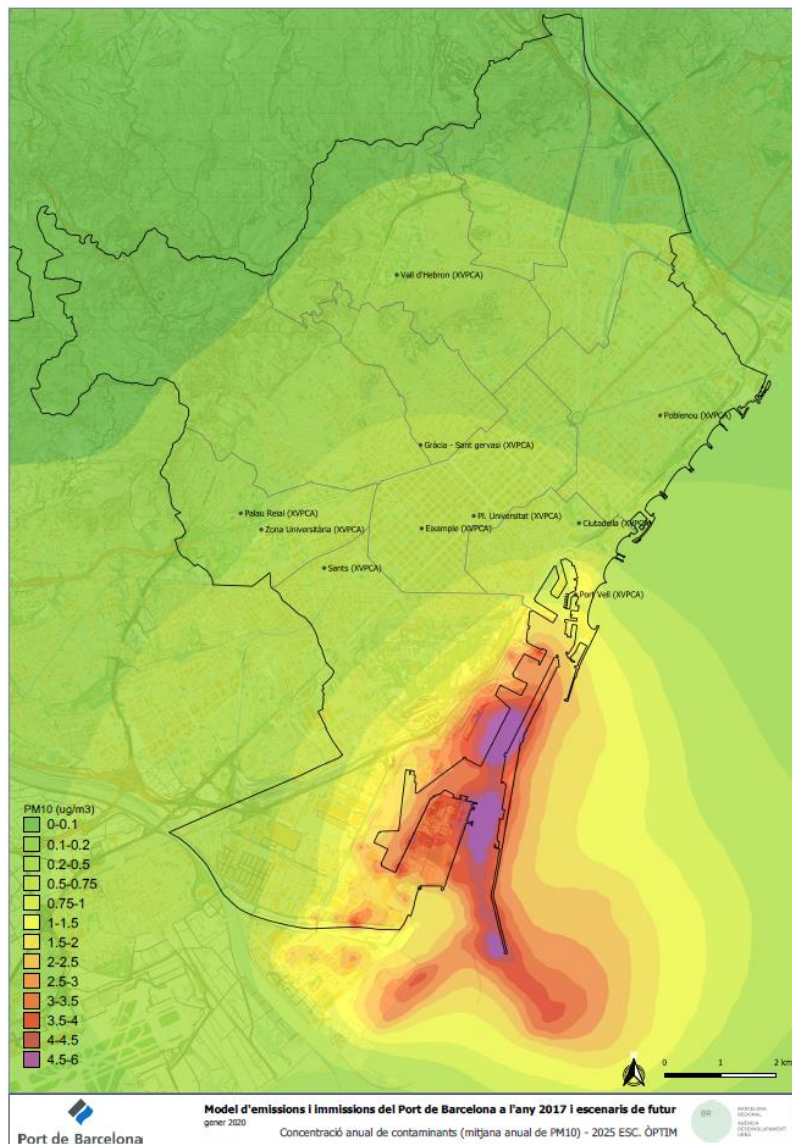 Vall d'Hebron (XVPCA)
Poblenou (XVPCA)
Gràcia - Sant gervasi (XVPCA)
Palau Reial (XVPCA)
Pl. Universitat (XVPCA)
Zona Universitària (XVPCA)
Eixample (XVPCA)
Ciutadella (XVPCA)
Sants (XVPCA)
Port Vell (XVPCA)
PM10 (ug/m3)
0-0.1
0.1-0.2
0.2-0.5
0.5-0.75
0.75-1
1-1.5
1.5-2
2-2.5
2.5-3
3-3.5
3.5-4
4-4.5
4.5-6
0 1 2 km
Port de Barcelona
Model d'emissions i immissions del Port de Barcelona a l'any 2017 i escenaris de futur
gener 2020
Concentració anual de contaminants (mitjana anual de PM10) - 2025 ESC. ÒPTIM
BR
BARCELONA
REGIONAL
AGÈNCIA
DESENVOLUPAMENT
URBÀ